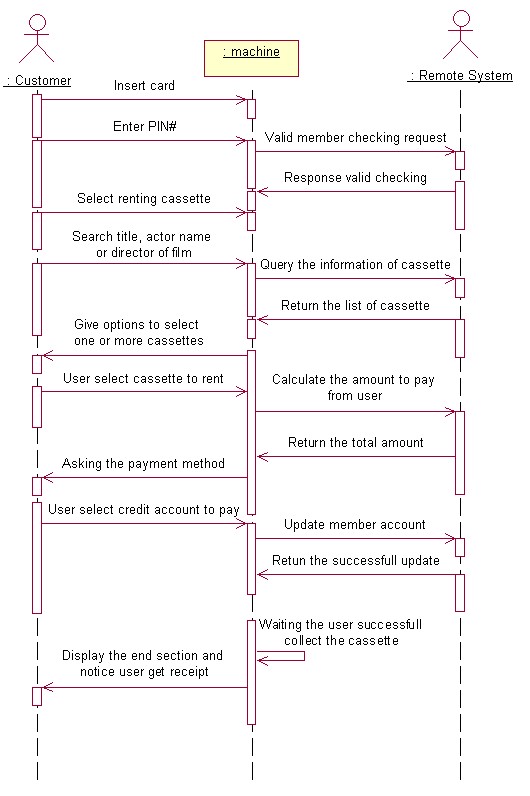 : Customer
: machine
: Remote System
Insert card
Enter PIN#
Valid member checking request
Response valid checking
Select renting cassette
Search title, actor name
or director of film
Query the information of cassette
Return the list of cassette
Give options to select
one or more cassettes
User select cassette to rent
Calculate the amount to pay
from user
Return the total amount
Asking the payment method
User select credit account to pay
Update member account
Retun the successfull update
Waiting the user successfull
collect the cassette
Display the end section and
notice user get receipt